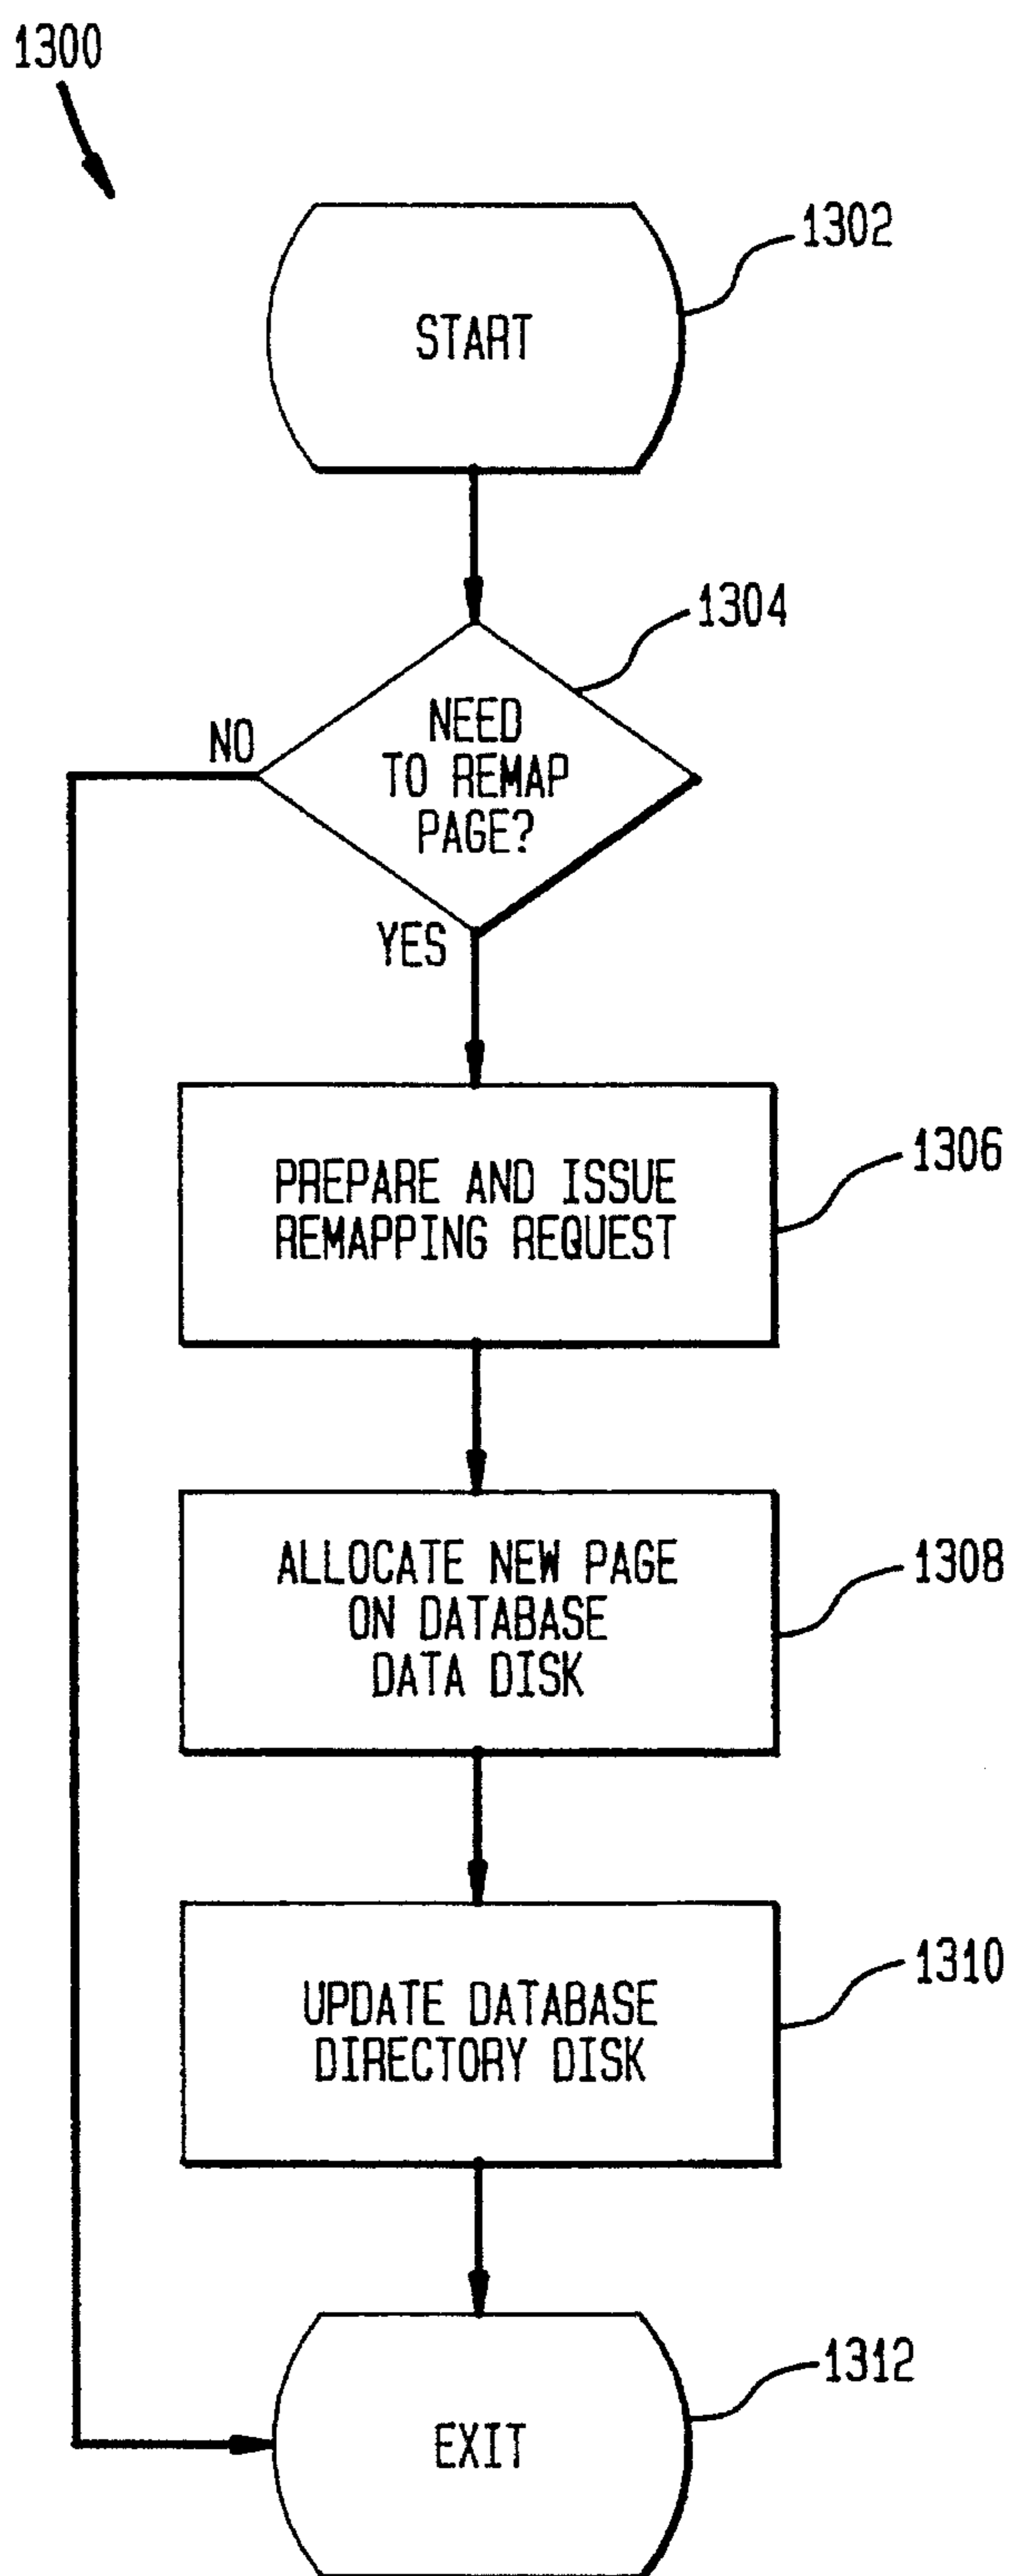 1300
1302
START
1304
NEED
TO REMAP
PAGE?
NO
YES
1306
PREPARE AND ISSUE
REMAPPING REQUEST
1308
ALLOCATE NEW PAGE
ON DATABASE
DATA DISK
1310
UPDATE DATABASE
DIRECTORY DISK
1312
EXIT